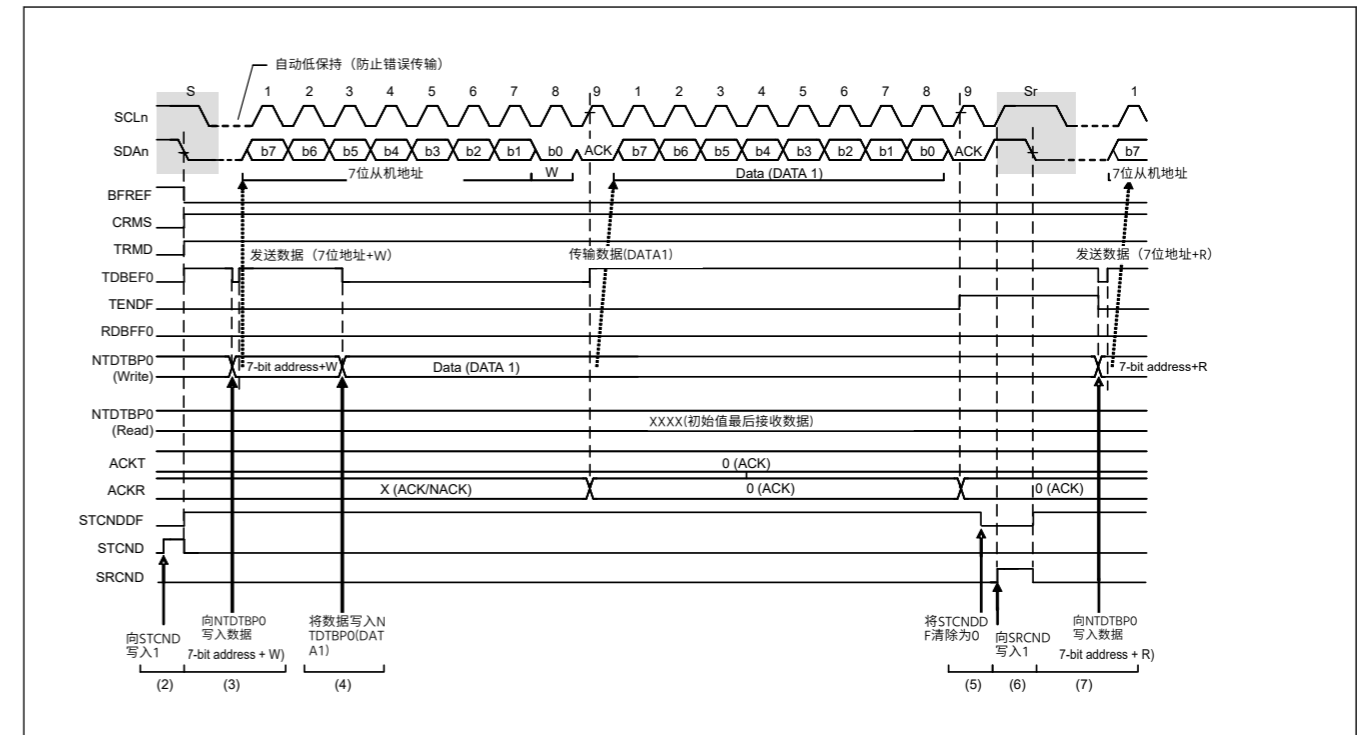 自动低保持（防止错误传输）
S 1 2 3 4 5 6 7 8 9 1 2 3 4 5 6 7 8 9 Sr 1
SCLn
SDAn b7 b6 b5 b4 b3 b2 b1 b0 ACK b7 b6 b5 b4 b3 b2 b1 b0 ACK b7
7位从机地址 W Data (DATA 1) 7位从机地址
BFREF
CRMS
TRMD
发送数据（7位地址+W） 传输数据(DATA1) 发送数据（7位地址+R）
TDBEF0
TENDF
RDBFF0
NTDTBP0
(Write)
7-bit address+W Data (DATA 1) 7-bit address+R
NTDTBP0
(Read)
XXXX(初始值最后接收数据)
ACKT 0 (ACK)
ACKR X (ACK/NACK) 0 (ACK) 0 (ACK)
STCNDDF
STCND
SRCND
向STCND
写入1
向NTDTBP0
写入数据
7-bit address + W)
将数据写入N
TDTBP0(DAT
A1)
将STCNDD
F清除为0
向SRCND
写入1
向NTDTBP0
写入数据
7-bit address + R)
(2) (3) (4) (5) (6) (7)